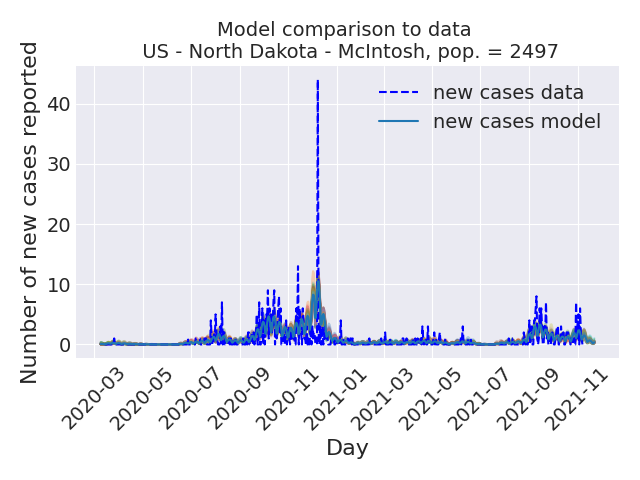 Model comparison to data
US - North Dakota - McIntosh, pop. = 2497
Number of new cases reported
40
30
20
10
0
new cases data
new cases model
2020-03
2020-05
2020-07
2020-09
2020-11
2021-01
2021-03
2021-05
2021-07
2021-09
2021-11
Day